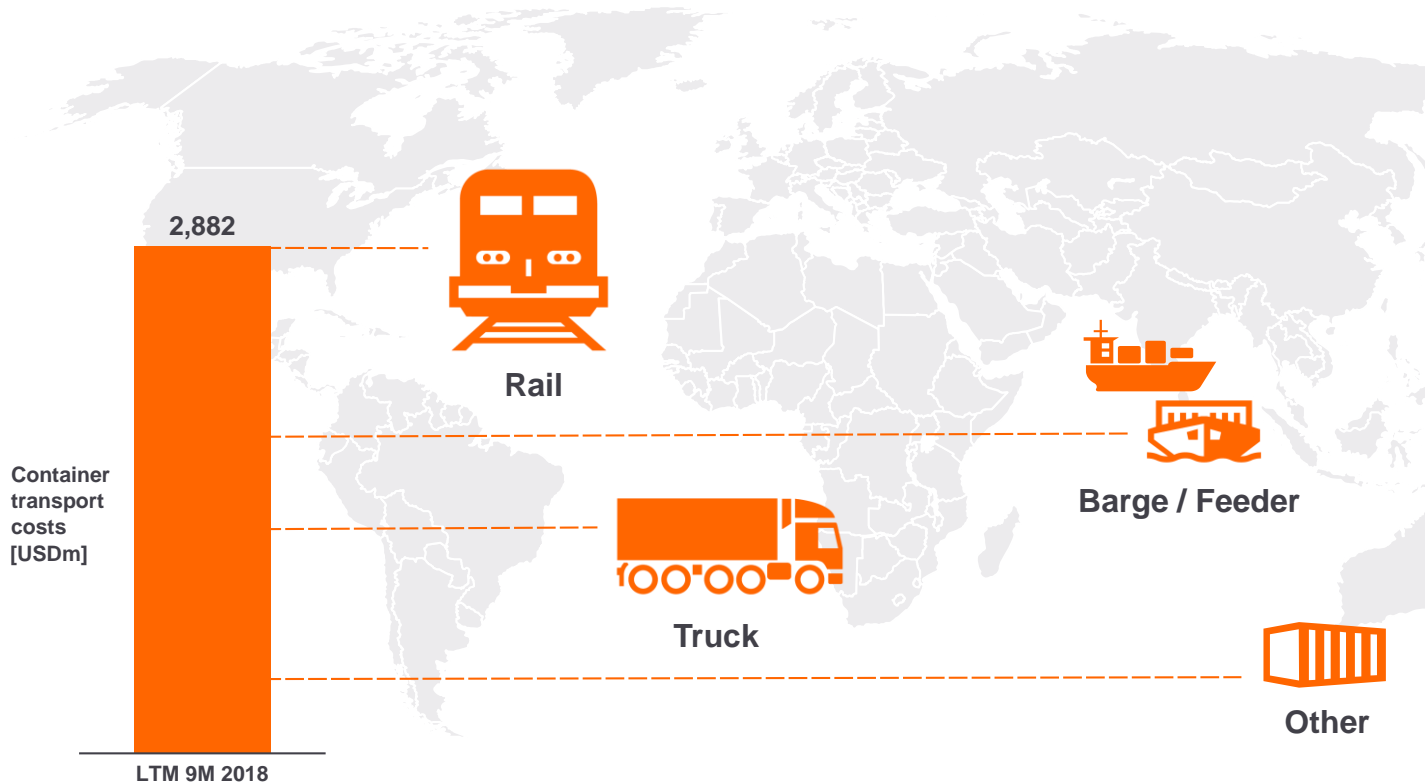 2,882
Rail
Barge / Feeder
Container
transport
costs
[USDm]
Truck
Other
LTM 9M 2018